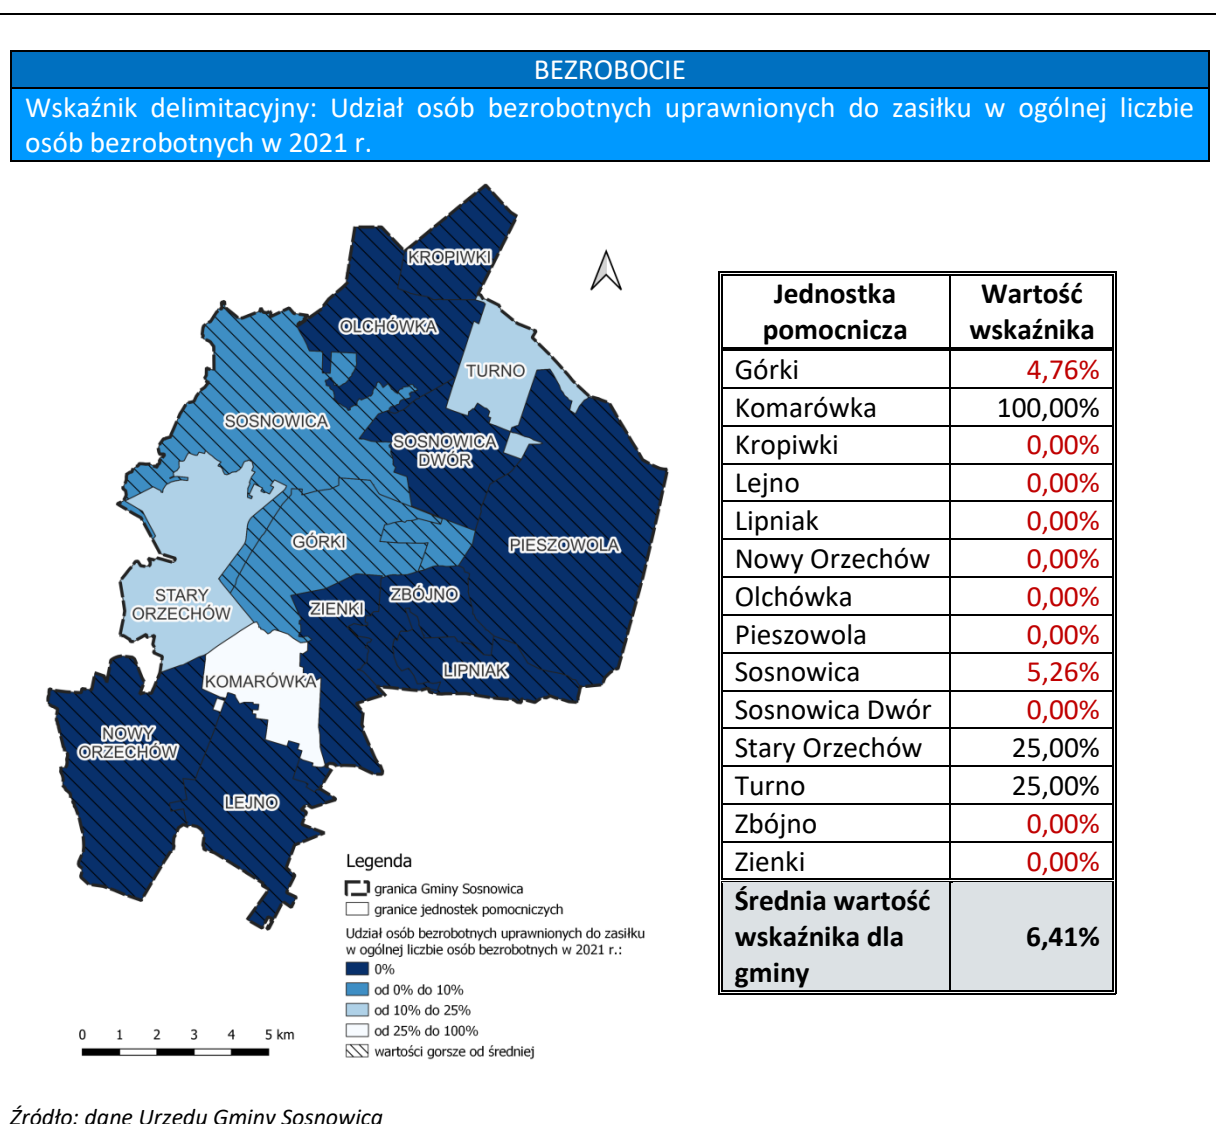 BEZROBOCIE
Wskaźnik delimitacyjny: Udział osób bezrobotnych uprawnionych do zasiłku w ogólnej liczbie
osób bezrobotnych w 2021 r.
KROPIWKI
OLCHÓWKA
TURNO
SOSNOWICA
SOSNOWICA
DWÓR
GÓRKI
PIESZOWOLA
STARY
ORZECHÓW
ZIENKI
ZBÓJNO
LIPNIAK
KOMARÓWKA
NOWY
ORZECHÓW
LEJNO
Legenda
granica Gminy Sosnowica
granice jednostek pomocniczych
Udział osób bezrobotnych uprawnionych do zasiłku
w ogólnej liczbie osób bezrobotnych w 2021 r.:
0%
od 0% do 10%
od 10% do 25%
od 25% do 100%
wartości gorsze od średniej
0 1 2 3 4 5 km
Jednostka pomocnicza Wartość wskaźnika
Górki 4,76%
Komarówka 100,00%
Kropiwki 0,00%
Lejno 0,00%
Lipniak 0,00%
Nowy Orzechów 0,00%
Olchówka 0,00%
Pieszowola 0,00%
Sosnowica 5,26%
Sosnowica Dwór 0,00%
Stary Orzechów 25,00%
Turno 25,00%
Zbójno 0,00%
Zienki 0,00%
Średnia wartość
wskaźnika dla 6,41%
gminy
Źródło: dane Urzędu Gminy Sosnowica